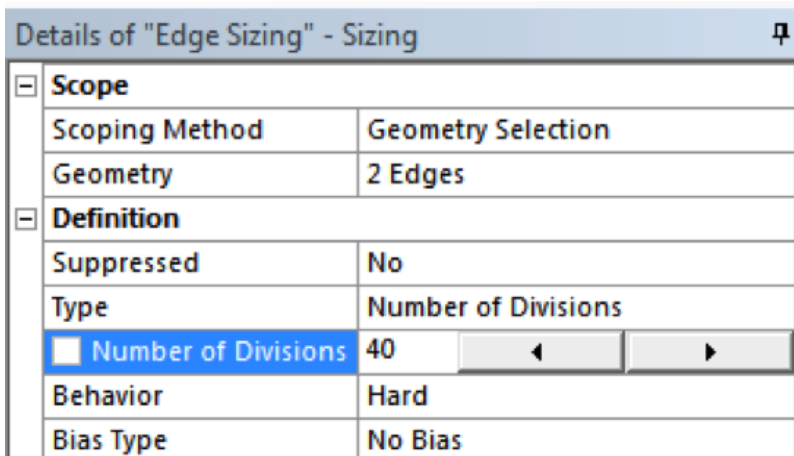 Details of "Edge Sizing" - Sizing
Scope
Scoping Method Geometry Selection
Geometry 2 Edges
Definition
Suppressed No
Type Number of Divisions
Number of Divisions 40
Behavior Hard
Bias Type No Bias